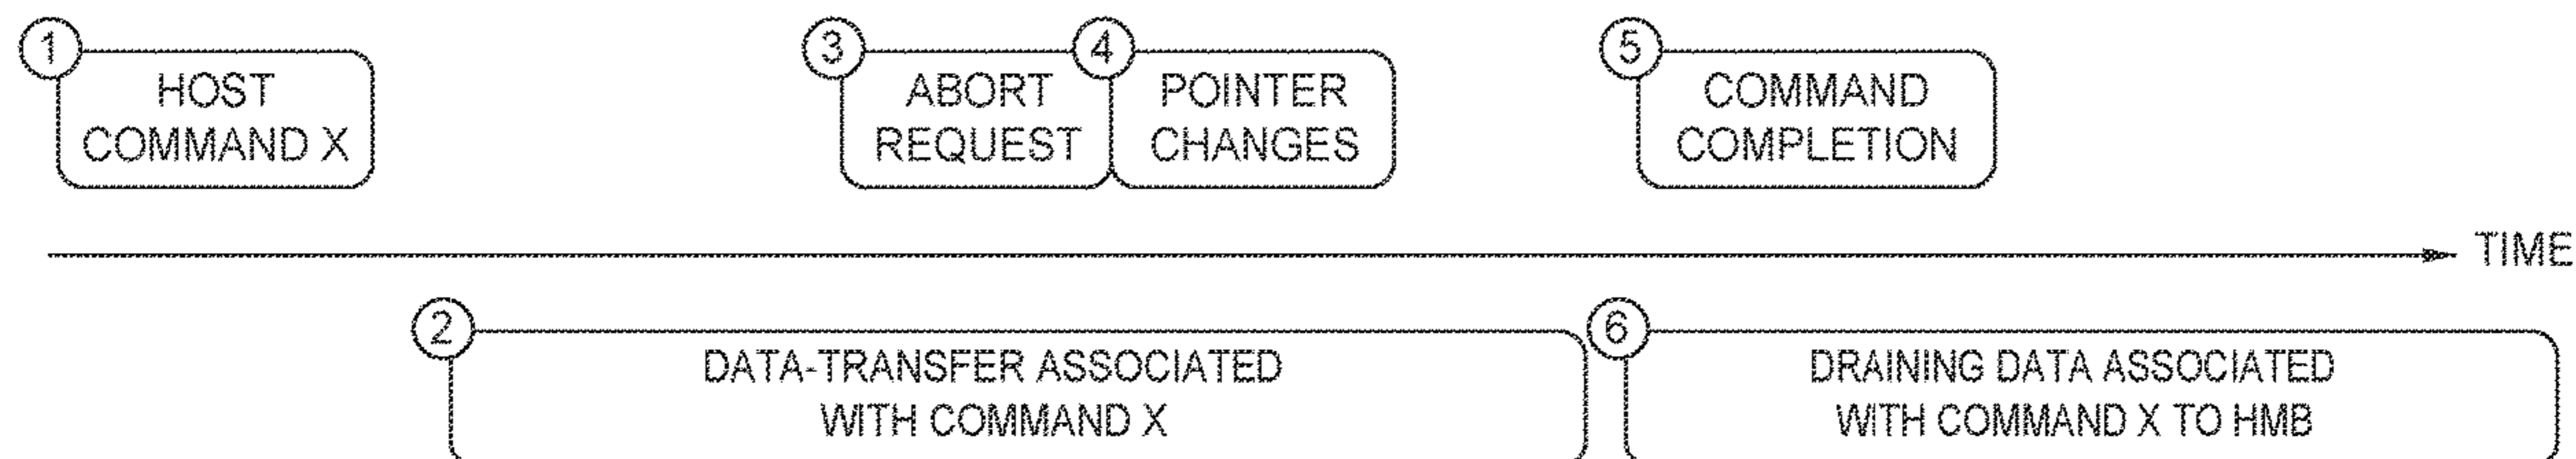 1
HOST
COMMAND X
3
ABORT
REQUEST
4
POINTER
CHANGES
5
COMMAND
COMPLETION
TIME
2
DATA-TRANSFER ASSOCIATED
WITH COMMAND X
6
DRAINING DATA ASSOCIATED
WITH COMMAND X TO HMB